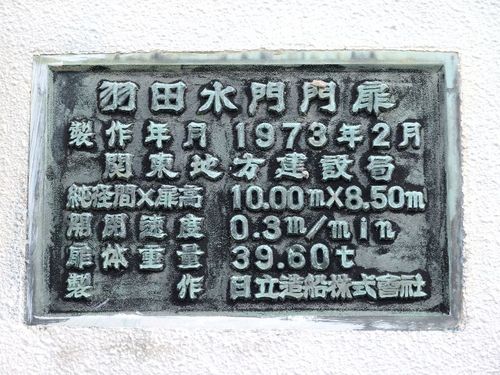 羽田水門門扉
製作年月 1973年2月
関東地方建設局
純径間×扉高 10.00m×8.50m
開閉速度 0.3m/min
扉体重量 39.60t
製作 日立造船株式會社